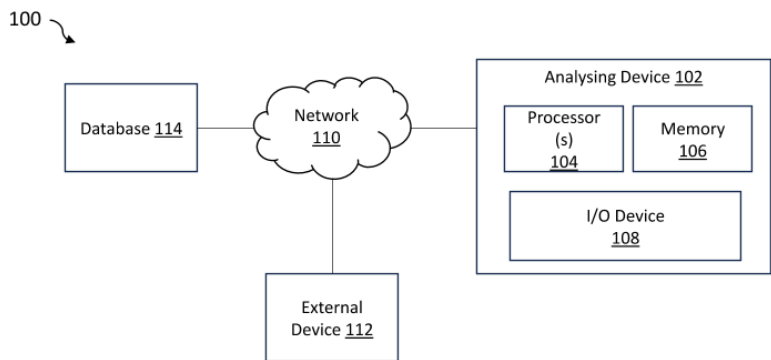 100
Analysing Device 102
Database 114
Network
110
Processor
(s)
104
Memory
106
I/O Device
108
External
Device 112